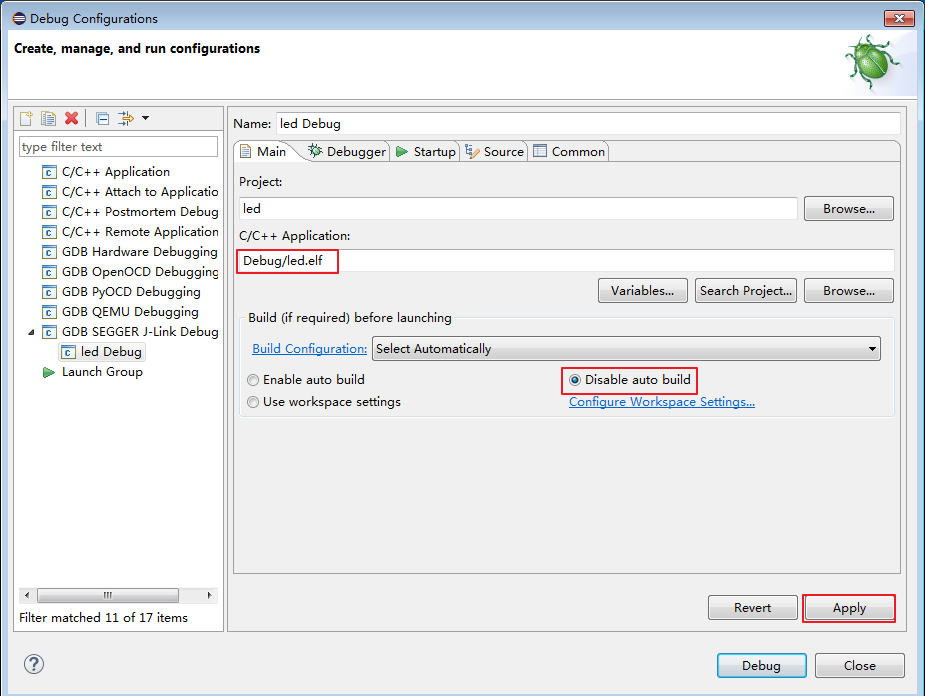 Debug Configurations
Create, manage, and run configurations
type filter text
C/C++ Application
C/C++ Attach to Applicatio
C/C++ Postmortem Debug
C/C++ Remote Application
GDB Hardware Debugging
GDB OpenOCD Debugging
GDB PyOCD Debugging
GDB QEMU Debugging
GDB SEGGER J-Link Debug
led Debug
Launch Group
Filter matched 11 of 17 items
Name: led Debug
Main Debugger Startup Source Common
Project:
led Browse...
C/C++ Application:
Debug/led.elf
Variables... Search Project... Browse...
Build (if required) before launching
Build Configuration: Select Automatically
Enable auto build Disable auto build
Use workspace settings Configure Workspace Settings...
Revert Apply
? Debug Close